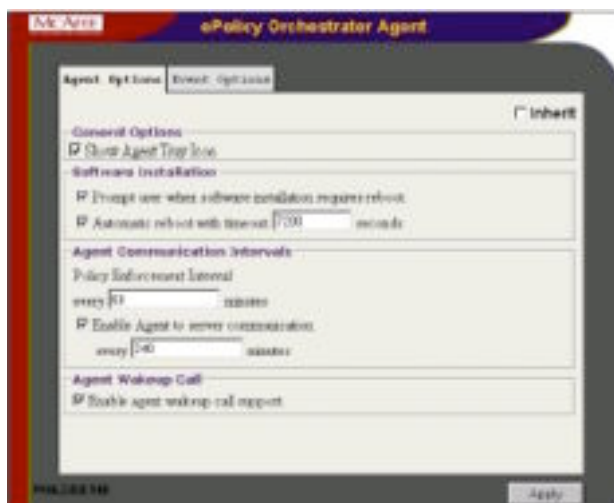 McAfee
ePolicy Orchestrator Agent
Agent Options Event Options
Inherit
General Options
Show Agent Tray Icon
Software Installation
Prompt user when software installation requires reboot
Automatic reboot with timeout 7200 seconds
Agent Communication Intervals
Policy Enforcement Interval
every minutes
Enable Agent to server communication
every 240 minutes
Agent Wakeup Call
Enable agent wakeup call support
Apply